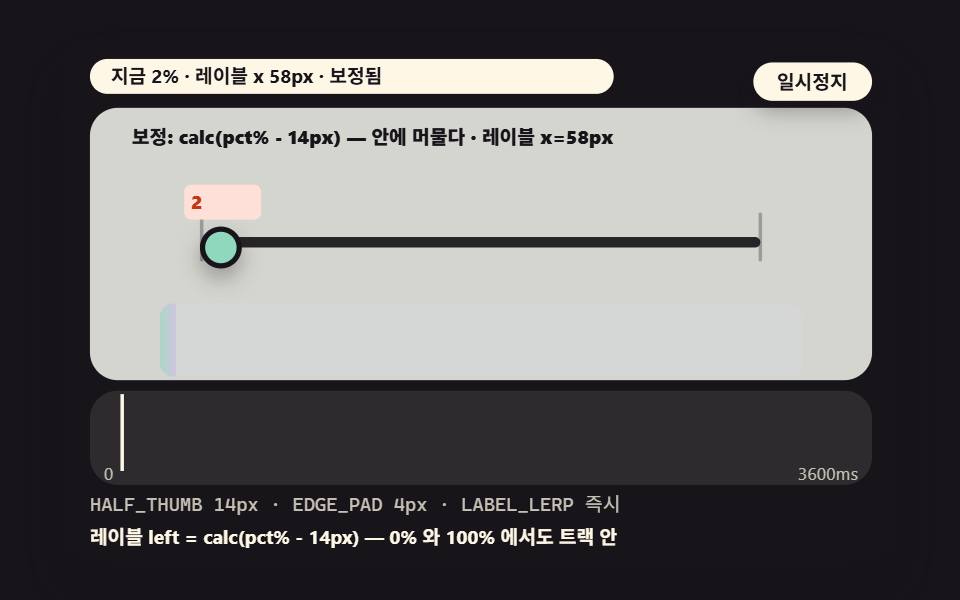 지금 2% · 레이블 x 58px · 보정됨
일시정지
보정: calc(pct% - 14px) — 안에 머물다 · 레이블 x=58px
2
0
3600ms
HALF_THUMB 14px · EDGE_PAD 4px · LABEL_LERP 즉시
레이블 left = calc(pct% - 14px) — 0% 와 100% 에서도 트랙 안